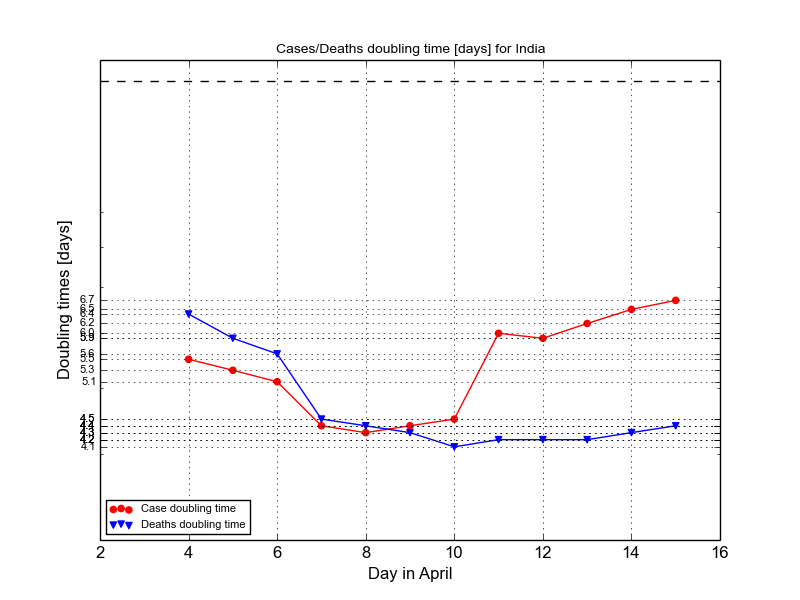 Cases/Deaths doubling time [days] for India
Doubling times [days]
6.7
6.5
6.4
6.2
6.0
5.9
5.6
5.5
5.3
5.1
4.5
4.4
4.3
4.2
4.1
Case doubling time
Deaths doubling time
2 4 6 8 10 12 14 16
Day in April